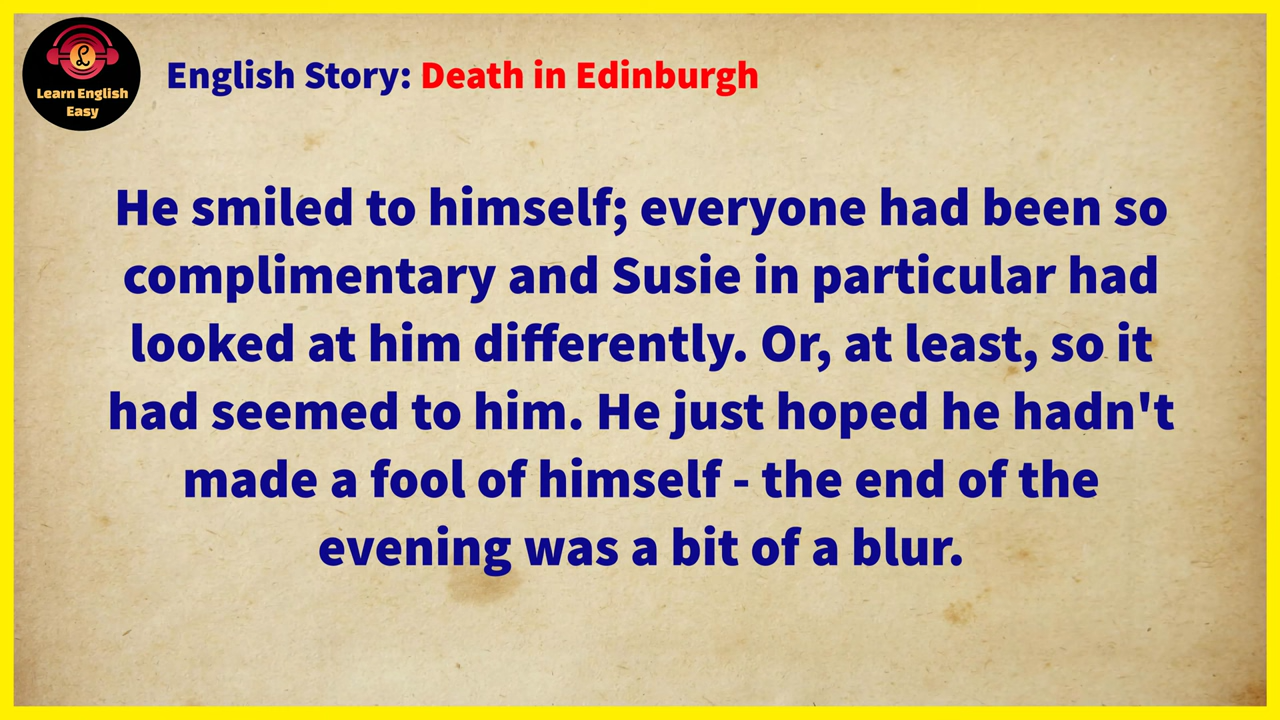 Learn English
Easy
English Story: Death in Edinburgh
He smiled to himself; everyone had been so
complimentary and Susie in particular had
looked at him differently. Or, at least, so it
had seemed to him. He just hoped he hadn't
made a fool of himself - the end of the
evening was a bit of a blur.